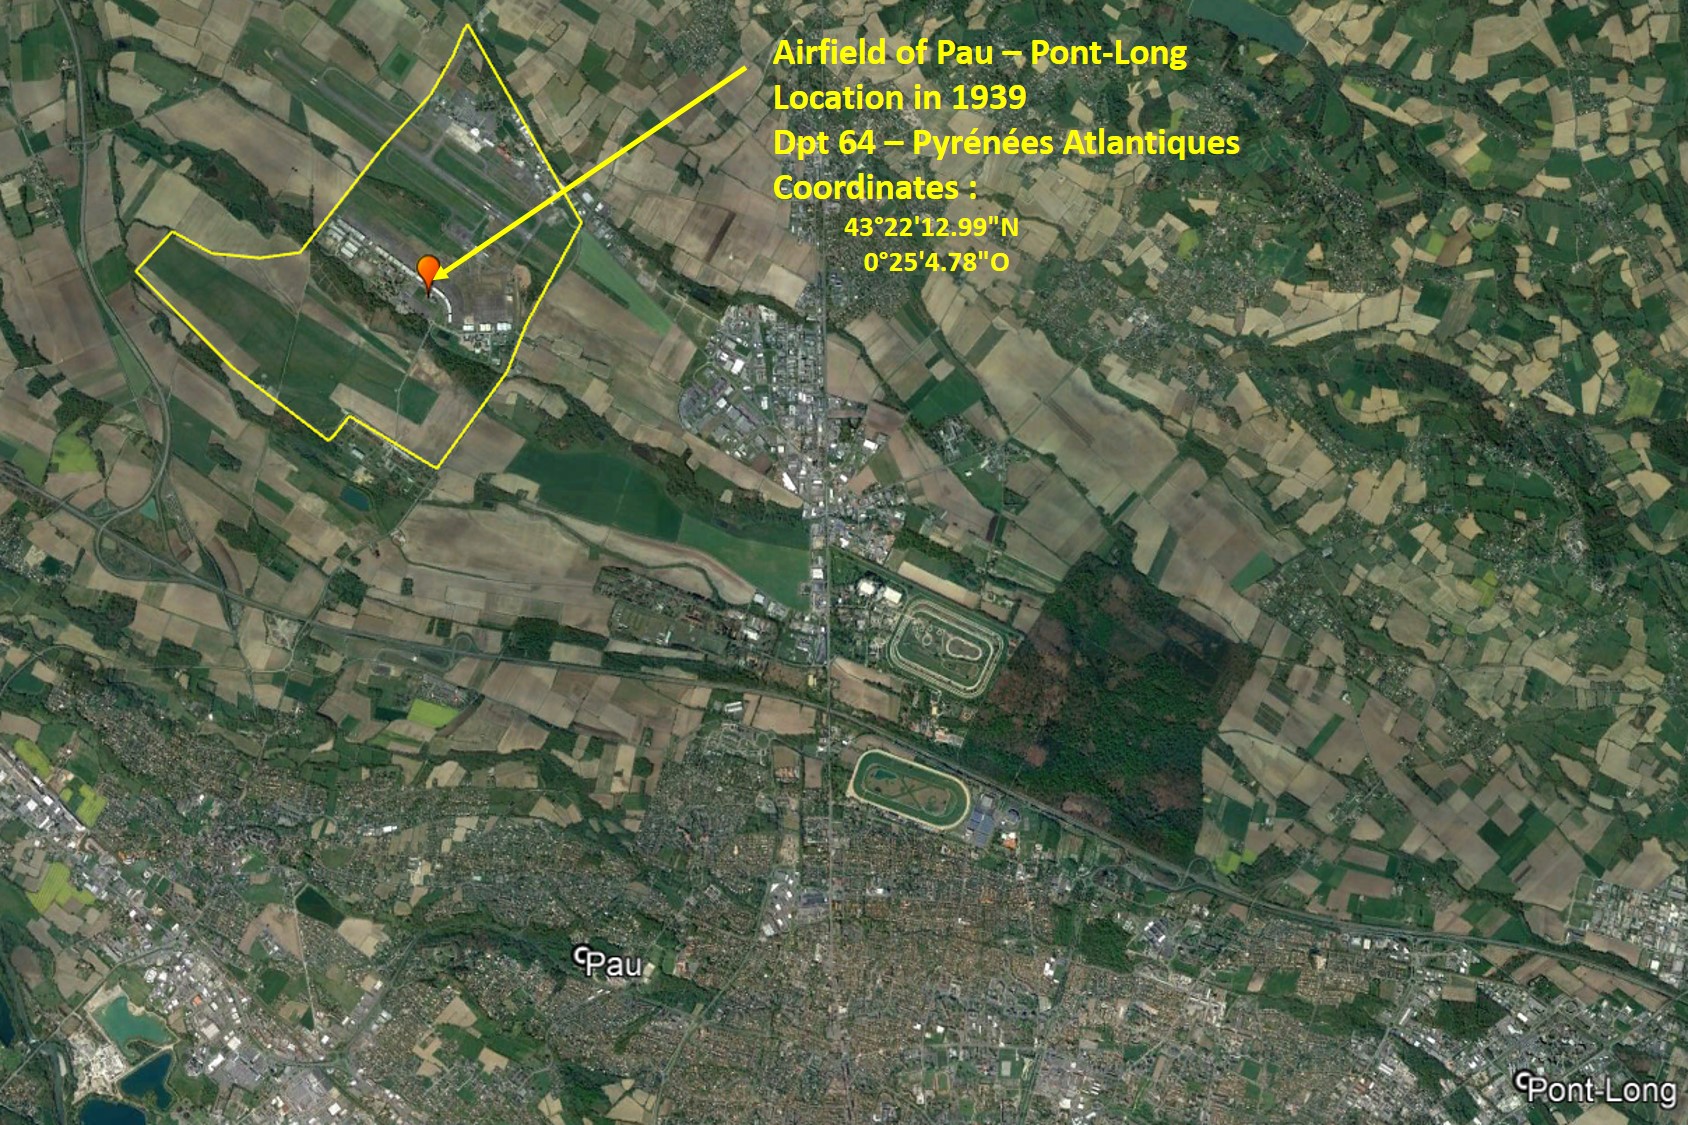 Airfield of Pau – Pont-Long
Location in 1939
Dpt 64 – Pyrénées Atlantiques
Coordinates :
43°22'12.99"N
0°25'4.78"O
Pau
Pont-Long